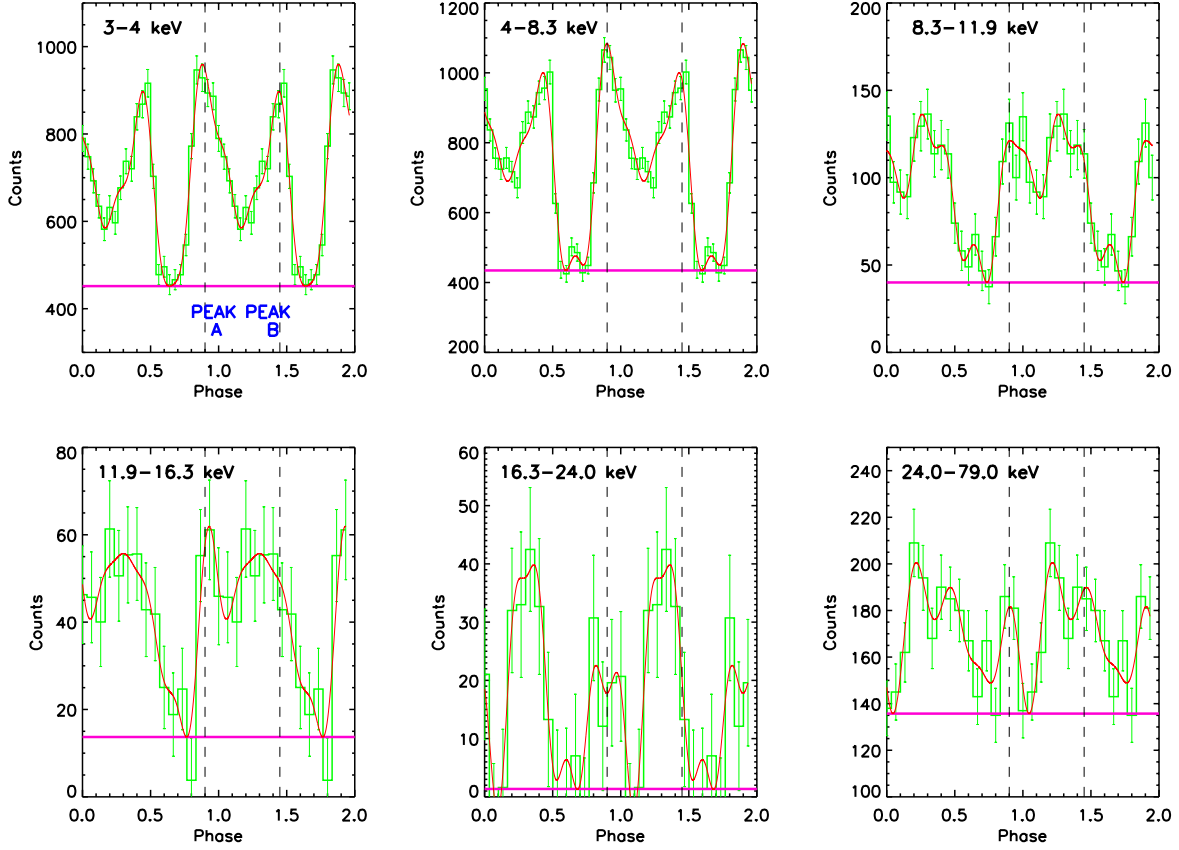 3−4 keV
1000
800
600
400
Counts
PEAK PEAK
A B
0.0 0.5 1.0 1.5 2.0
Phase
4−8.3 keV
1200
1000
800
600
400
200
Counts
0.0 0.5 1.0 1.5 2.0
Phase
8.3−11.9 keV
200
150
100
50
0
Counts
0.0 0.5 1.0 1.5 2.0
Phase
11.9−16.3 keV
80
60
40
20
0
Counts
0.0 0.5 1.0 1.5 2.0
Phase
16.3−24.0 keV
60
50
40
30
20
10
0
Counts
0.0 0.5 1.0 1.5 2.0
Phase
24.0−79.0 keV
240
220
200
180
160
140
120
100
Counts
0.0 0.5 1.0 1.5 2.0
Phase